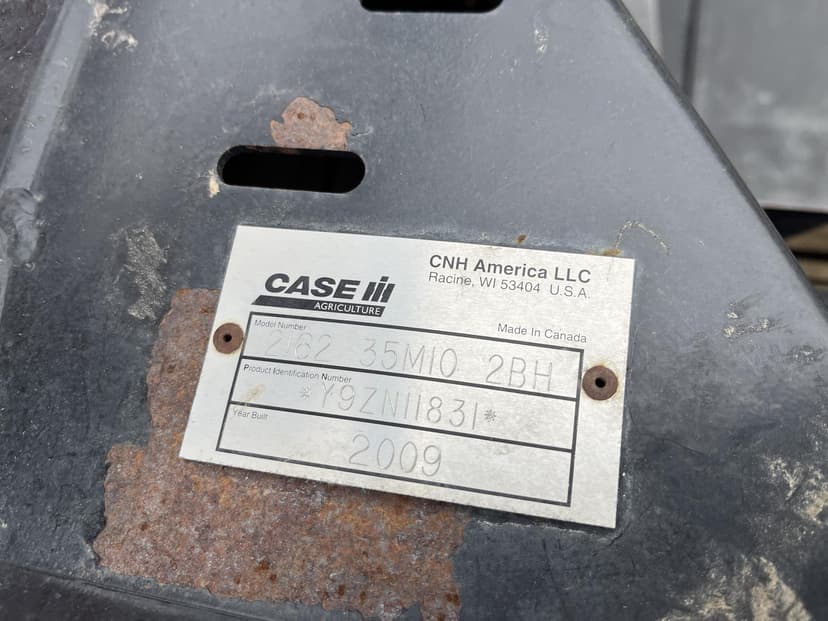 CASE IH
AGRICULTURE
CNH America LLC
Racine, WI 53404 U.S.A.
Made In Canada
Model Number
2162 35M10 2BH
Product Identification Number
*Y9ZN11831*
Year Built
2009